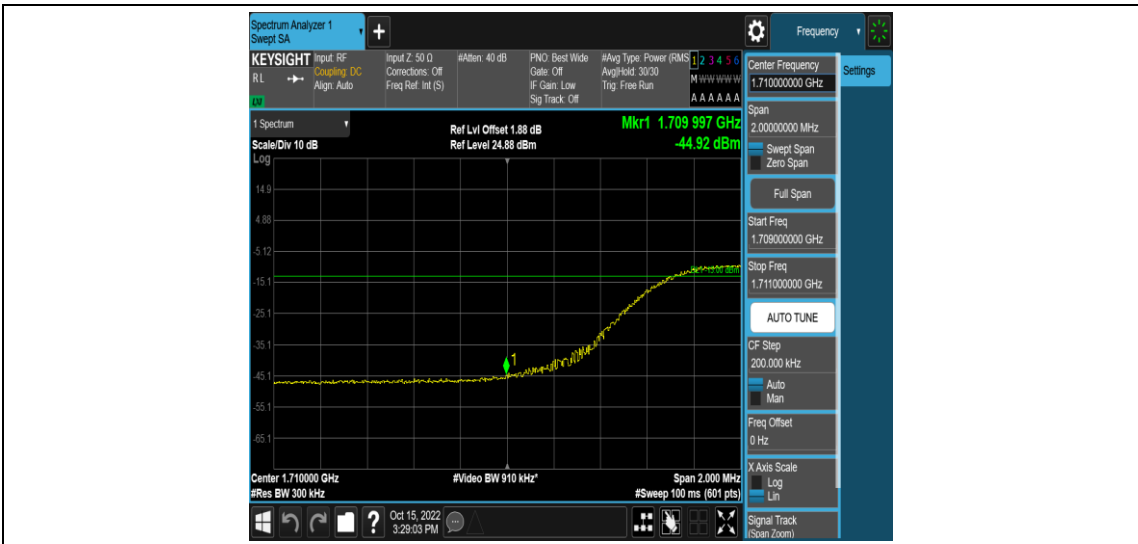 Spectrum Analyzer 1
Swept SA
+
Frequency
KEYSIGHT
RL
LXI
Input: RF
Coupling: DC
Align: Auto
Input Z: 50 Ω
Corrections: Off
Freq Ref: Int (S)
#Atten: 40 dB
PNO: Best Wide
Gate: Off
IF Gain: Low
Sig Track: Off
#Avg Type: Power (RMS
Avg|Hold: 30/30
Trig: Free Run
1 2 3 4 5 6
M W W W W W
A A A A A A
1 Spectrum
Scale/Div 10 dB
Log
Ref Lvl Offset 1.88 dB
Ref Level 24.88 dBm
Mkr1 1.709 997 GHz
-44.92 dBm
14.9
4.88
-5.12
-15.1
-25.1
-35.1
-45.1
-55.1
-65.1
1
Center 1.710000 GHz
#Res BW 300 kHz
#Video BW 910 kHz*
Span 2.000 MHz
#Sweep 100 ms (601 pts)
?
Oct 15, 2022
3:29:03 PM
Center Frequency
1.710000000 GHz
Settings
Span
2.00000000 MHz
Swept Span
Zero Span
Full Span
Start Freq
1.709000000 GHz
Stop Freq
1.711000000 GHz
AUTO TUNE
CF Step
200.000 kHz
Auto
Man
Freq Offset
0 Hz
X Axis Scale
Log
Lin
Signal Track
(Span Zoom)